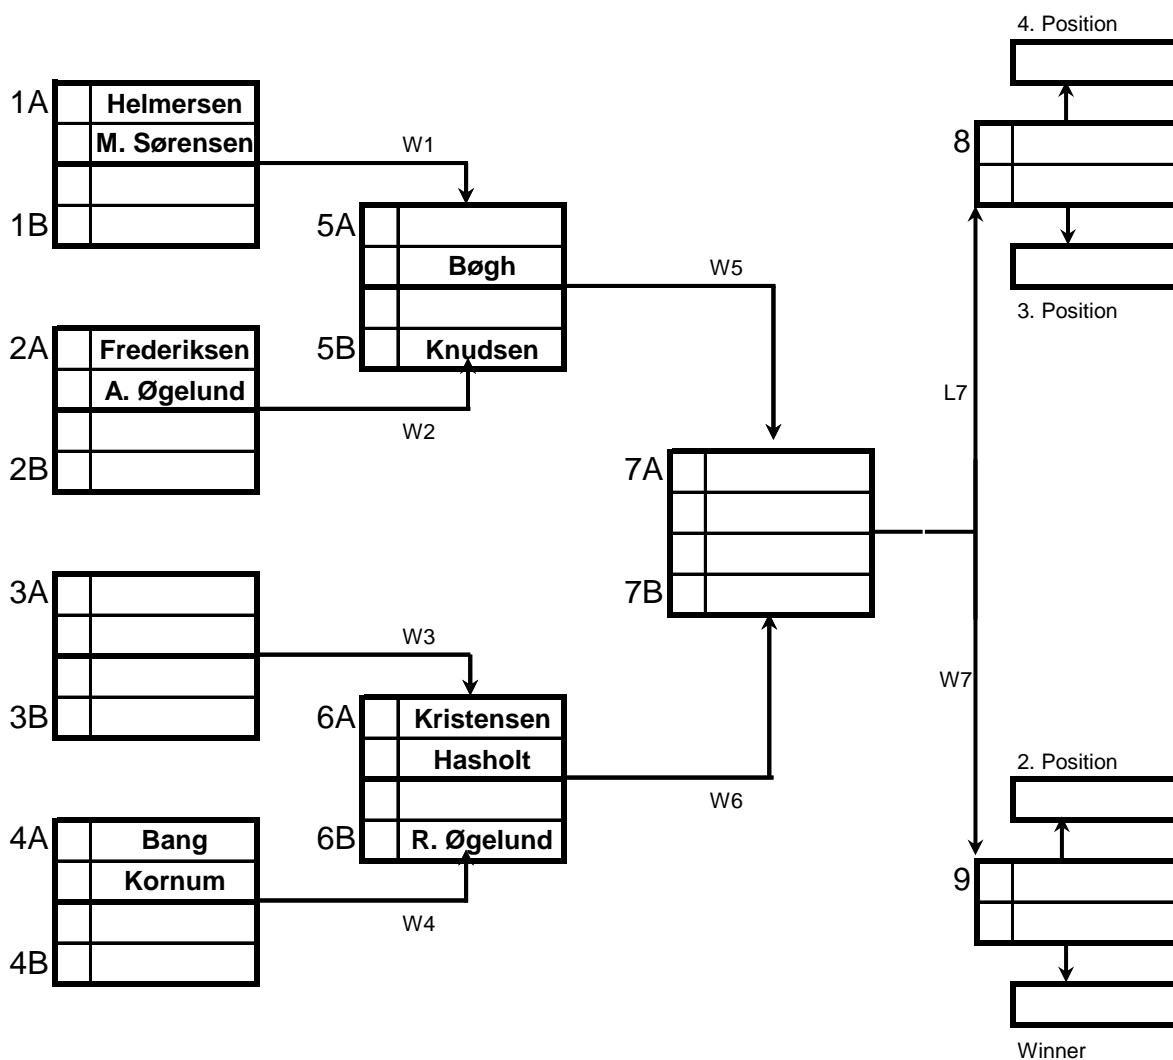 4. Position
1A Helmersen
M. Sørensen
1B
W1
8
5A
Bøgh
5B Knudsen
W5
3. Position
2A Frederiksen
A. Øgelund
2B
W2
L7
7A
7B
3A
3B
W3
W7
6A Kristensen
Hasholt
6B R. Øgelund
W6
2. Position
4A Bang
Kornum
4B
W4
9
Winner